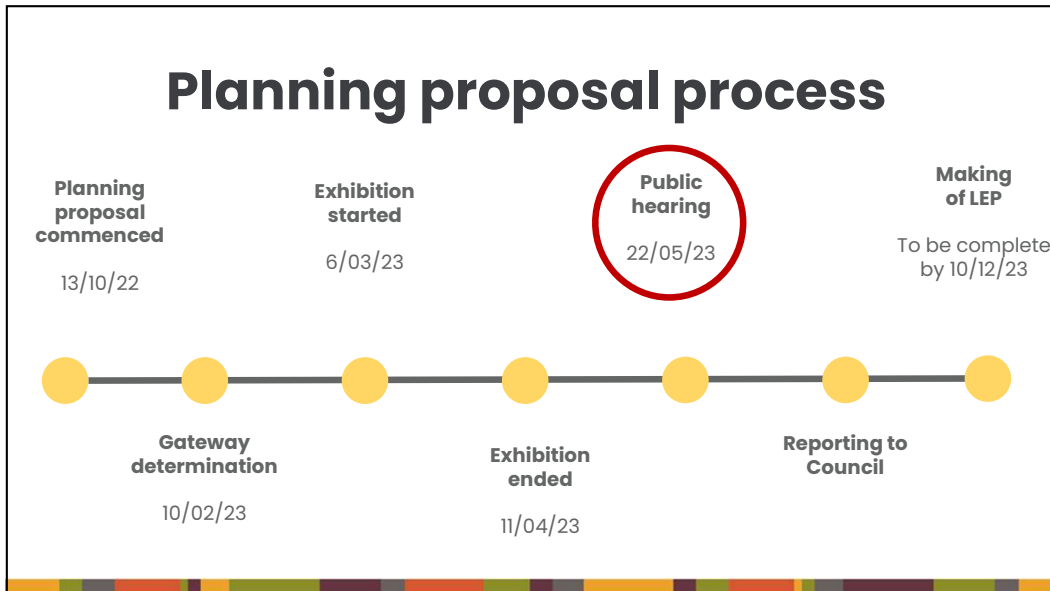 Planning proposal process
Planning
proposal
commenced
13/10/22
Gateway
determination
10/02/23
Exhibition
started
6/03/23
Exhibition
ended
11/04/23
Public
hearing
22/05/23
Reporting to
Council
Making
of LEP
To be complete
by 10/12/23